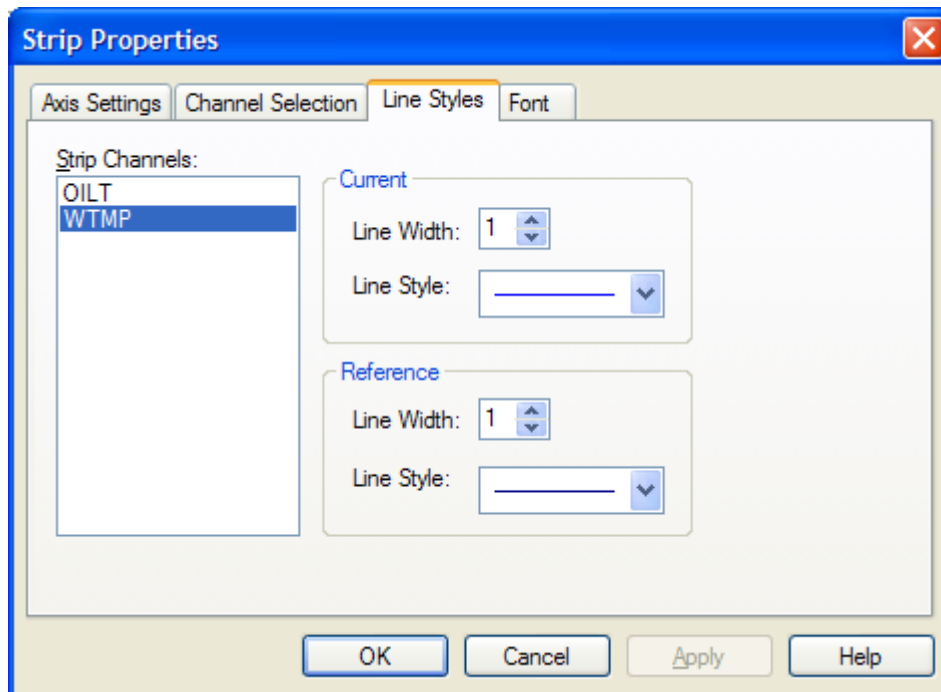 Strip Properties
Axis Settings
Channel Selection
Line Styles
Font
Strip Channels:
OILT
WTMP
Current
Line Width: 1
Line Style:
Reference
Line Width: 1
Line Style:
OK
Cancel
Apply
Help